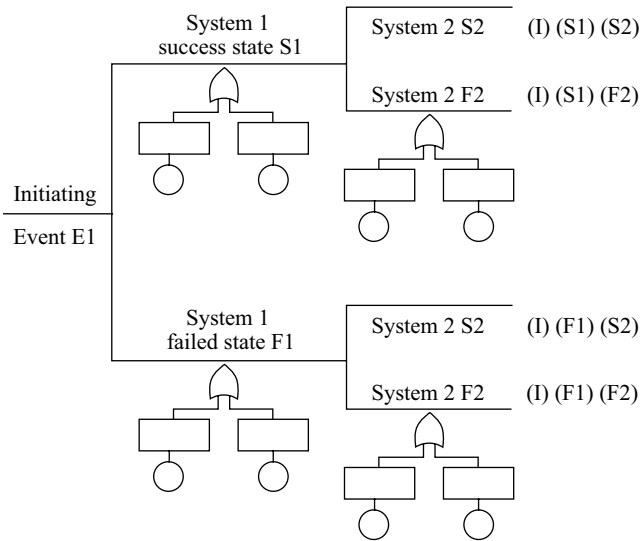 System 1
success state S1
System 2 S2
(I) (S1) (S2)
System 2 F2
(I) (S1) (F2)
Initiating
Event E1
System 1
failed state F1
System 2 S2
(I) (F1) (S2)
System 2 F2
(I) (F1) (F2)